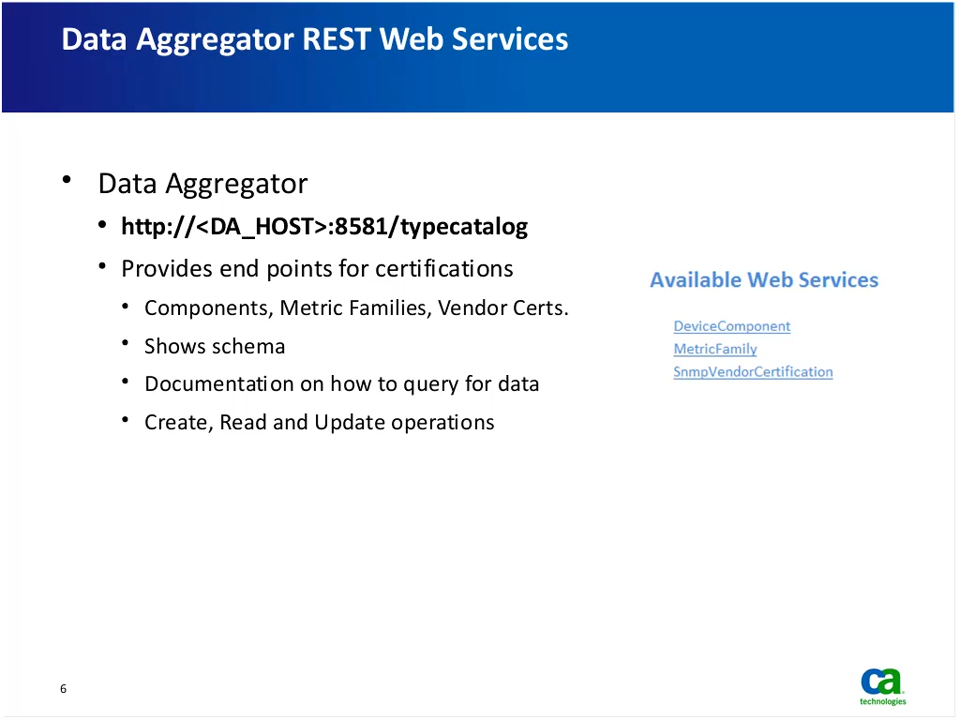 Data Aggregator REST Web Services
• Data Aggregator
• http://<DA_HOST>:8581/typecatalog
• Provides end points for certifications
• Components, Metric Families, Vendor Certs.
• Shows schema
• Documentation on how to query for data
• Create, Read and Update operations
Available Web Services
DeviceComponent
MetricFamily
SnmpVendorCertification
6
ca
technologies